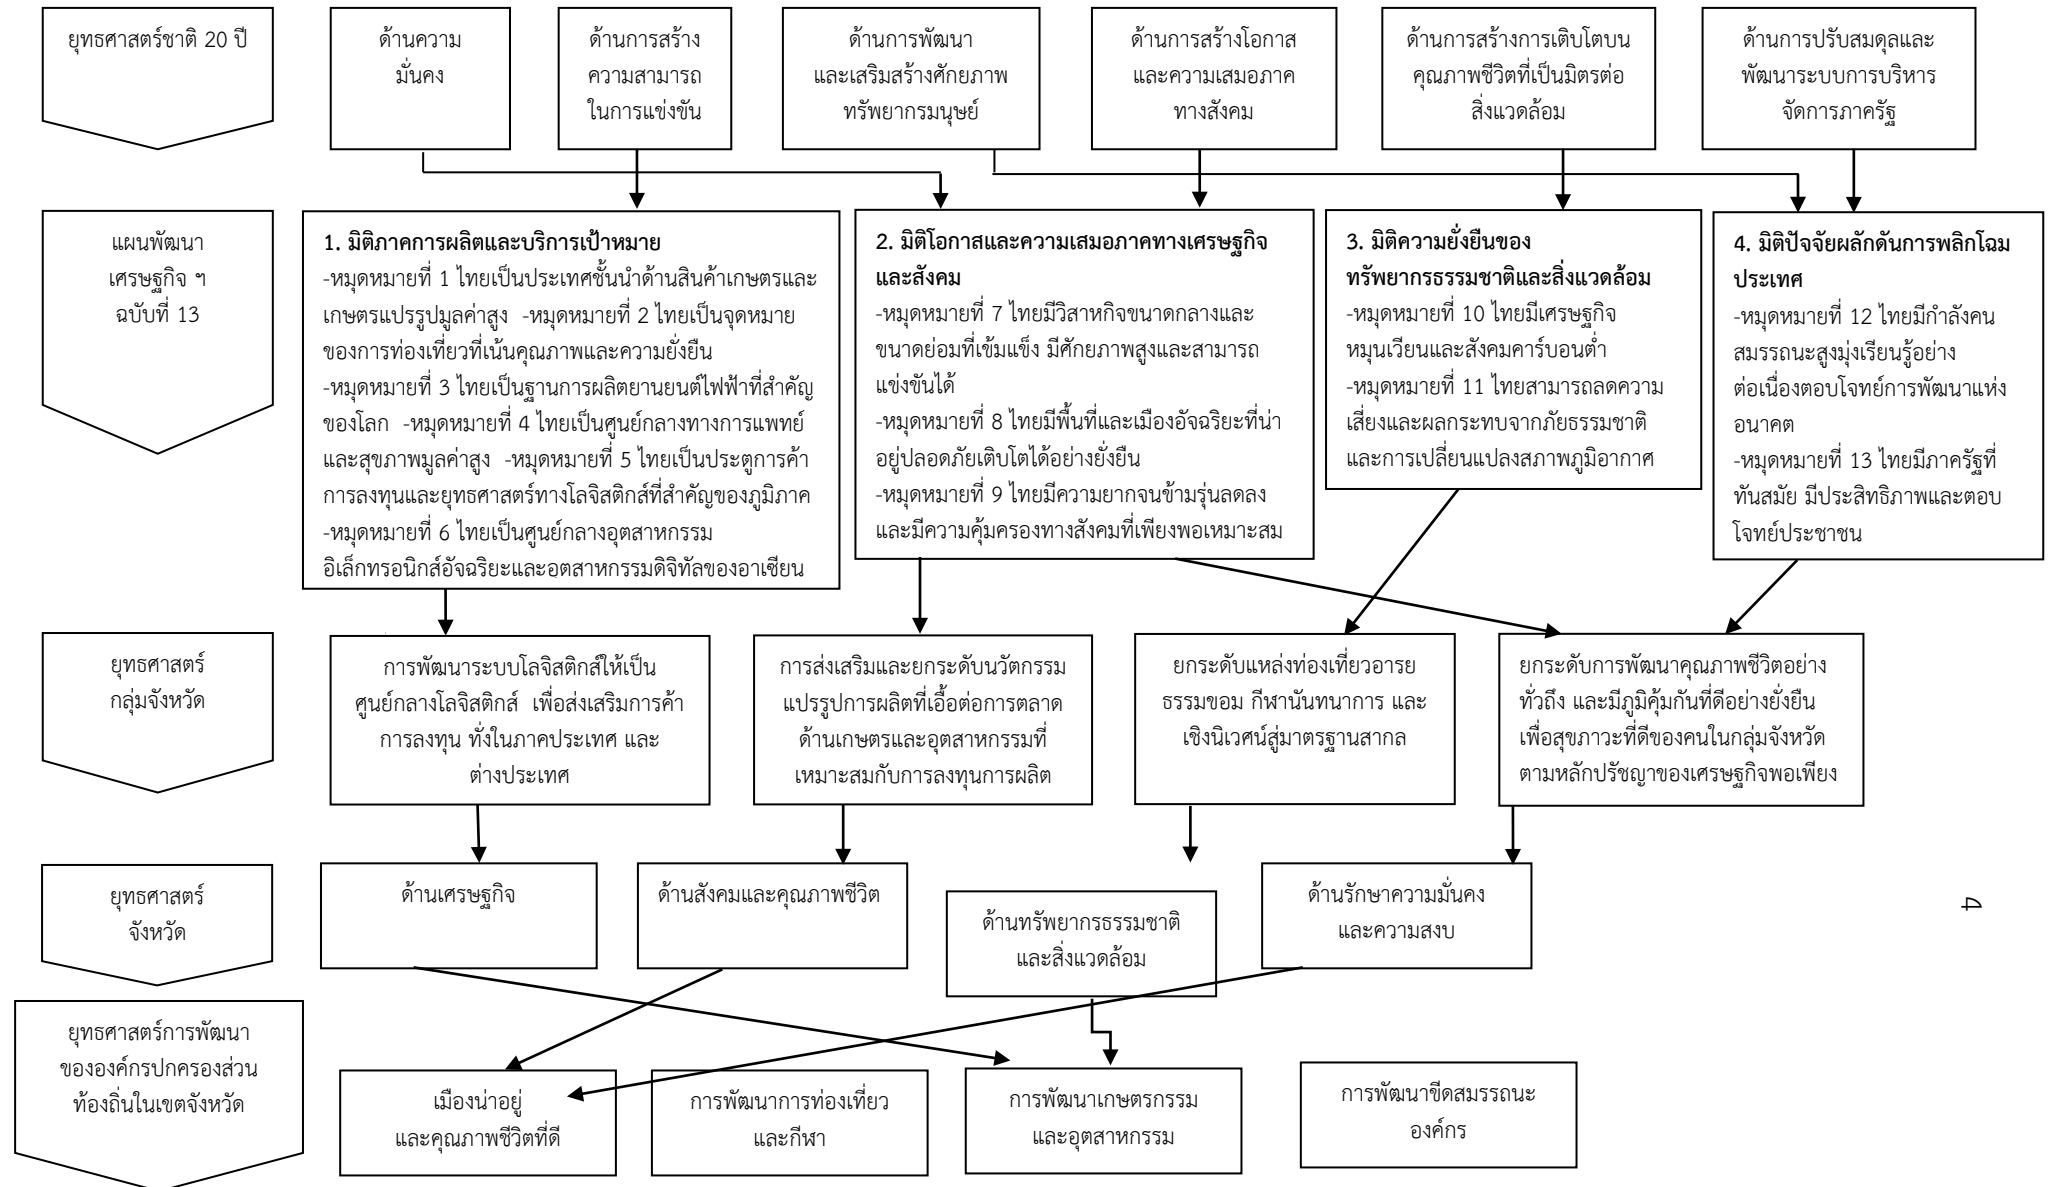 ยุทธศาสตร์ชาติ 20 ปี
ด้านความ
มั่นคง
ด้านการสร้าง
ความสามารถ
ในการแข่งขัน
ด้านการพัฒนา
และเสริมสร้างศักยภาพ
ทรัพยากรมนุษย์
ด้านการสร้างโอกาส
และความเสมอภาค
ทางสังคม
ด้านการสร้างการเติบโตบน
คุณภาพชีวิตที่เป็นมิตรต่อ
สิ่งแวดล้อม
ด้านการปรับสมดุลและ
พัฒนาระบบการบริหาร
จัดการภาครัฐ
แผนพัฒนา
เศรษฐกิจ ฯ
ฉบับที่ 13
1. มิติภาคการผลิตและบริการเป้าหมาย
-หมุดหมายที่ 1 ไทยเป็นประเทศชั้นนำด้านสินค้าเกษตรและ
เกษตรแปรรูปมูลค่าสูง -หมุดหมายที่ 2 ไทยเป็นจุดหมาย
ของการท่องเที่ยวที่เน้นคุณภาพและความยั่งยืน
-หมุดหมายที่ 3 ไทยเป็นฐานการผลิตยานยนต์ไฟฟ้าที่สำคัญ
ของโลก -หมุดหมายที่ 4 ไทยเป็นศูนย์กลางทางการแพทย์
และสุขภาพมูลค่าสูง -หมุดหมายที่ 5 ไทยเป็นประตูการค้า
การลงทุนและยุทธศาสตร์ทางโลจิสติกส์ที่สำคัญของภูมิภาค
-หมุดหมายที่ 6 ไทยเป็นศูนย์กลางอุตสาหกรรม
อิเล็กทรอนิกส์อัจฉริยะและอุตสาหกรรมดิจิทัลของอาเซียน
2. มิติโอกาสและความเสมอภาคทางเศรษฐกิจ
และสังคม
-หมุดหมายที่ 7 ไทยมีวิสาหกิจขนาดกลางและ
ขนาดย่อมที่เข้มแข็ง มีศักยภาพสูงและสามารถ
แข่งขันได้
-หมุดหมายที่ 8 ไทยมีพื้นที่และเมืองอัจฉริยะที่น่า
อยู่ปลอดภัยเติบโตได้อย่างยั่งยืน
-หมุดหมายที่ 9 ไทยมีความยากจนข้ามรุ่นลดลง
และมีความคุ้มครองทางสังคมที่เพียงพอเหมาะสม
3. มิติความยั่งยืนของ
ทรัพยากรธรรมชาติและสิ่งแวดล้อม
-หมุดหมายที่ 10 ไทยมีเศรษฐกิจ
หมุนเวียนและสังคมคาร์บอนต่ำ
-หมุดหมายที่ 11 ไทยสามารถลดความ
เสี่ยงและผลกระทบจากภัยธรรมชาติ
และการเปลี่ยนแปลงสภาพภูมิอากาศ
4. มิติปัจจัยผลักดันการพลิกโฉม
ประเทศ
-หมุดหมายที่ 12 ไทยมีกำลังคน
สมรรถนะสูงมุ่งเรียนรู้อย่าง
ต่อเนื่องตอบโจทย์การพัฒนาแห่ง
อนาคต
-หมุดหมายที่ 13 ไทยมีภาครัฐที่
ทันสมัย มีประสิทธิภาพและตอบ
โจทย์ประชาชน
ยุทธศาสตร์
กลุ่มจังหวัด
การพัฒนาระบบโลจิสติกส์ให้เป็น
ศูนย์กลางโลจิสติกส์ เพื่อส่งเสริมการค้า
การลงทุน ทั่งในภาคประเทศ และ
ต่างประเทศ
การส่งเสริมและยกระดับนวัตกรรม
แปรรูปการผลิตที่เอื้อต่อการตลาด
ด้านเกษตรและอุตสาหกรรมที่
เหมาะสมกับการลงทุนการผลิต
ยกระดับแหล่งท่องเที่ยวอารย
ธรรมขอม กีฬานันทนาการ และ
เชิงนิเวศน์สู่มาตรฐานสากล
ยกระดับการพัฒนาคุณภาพชีวิตอย่าง
ทั่วถึง และมีภูมิคุ้มกันที่ดีอย่างยั่งยืน
เพื่อสุขภาวะที่ดีของคนในกลุ่มจังหวัด
ตามหลักปรัชญาของเศรษฐกิจพอเพียง
ยุทธศาสตร์
จังหวัด
ด้านเศรษฐกิจ
ด้านสังคมและคุณภาพชีวิต
ด้านทรัพยากรธรรมชาติ
และสิ่งแวดล้อม
ด้านรักษาความมั่นคง
และความสงบ
4
ยุทธศาสตร์การพัฒนา
ขององค์กรปกครองส่วน
ท้องถิ่นในเขตจังหวัด
เมืองน่าอยู่
และคุณภาพชีวิตที่ดี
การพัฒนาการท่องเที่ยว
และกีฬา
การพัฒนาเกษตรกรรม
และอุตสาหกรรม
การพัฒนาขีดสมรรถนะ
องค์กร